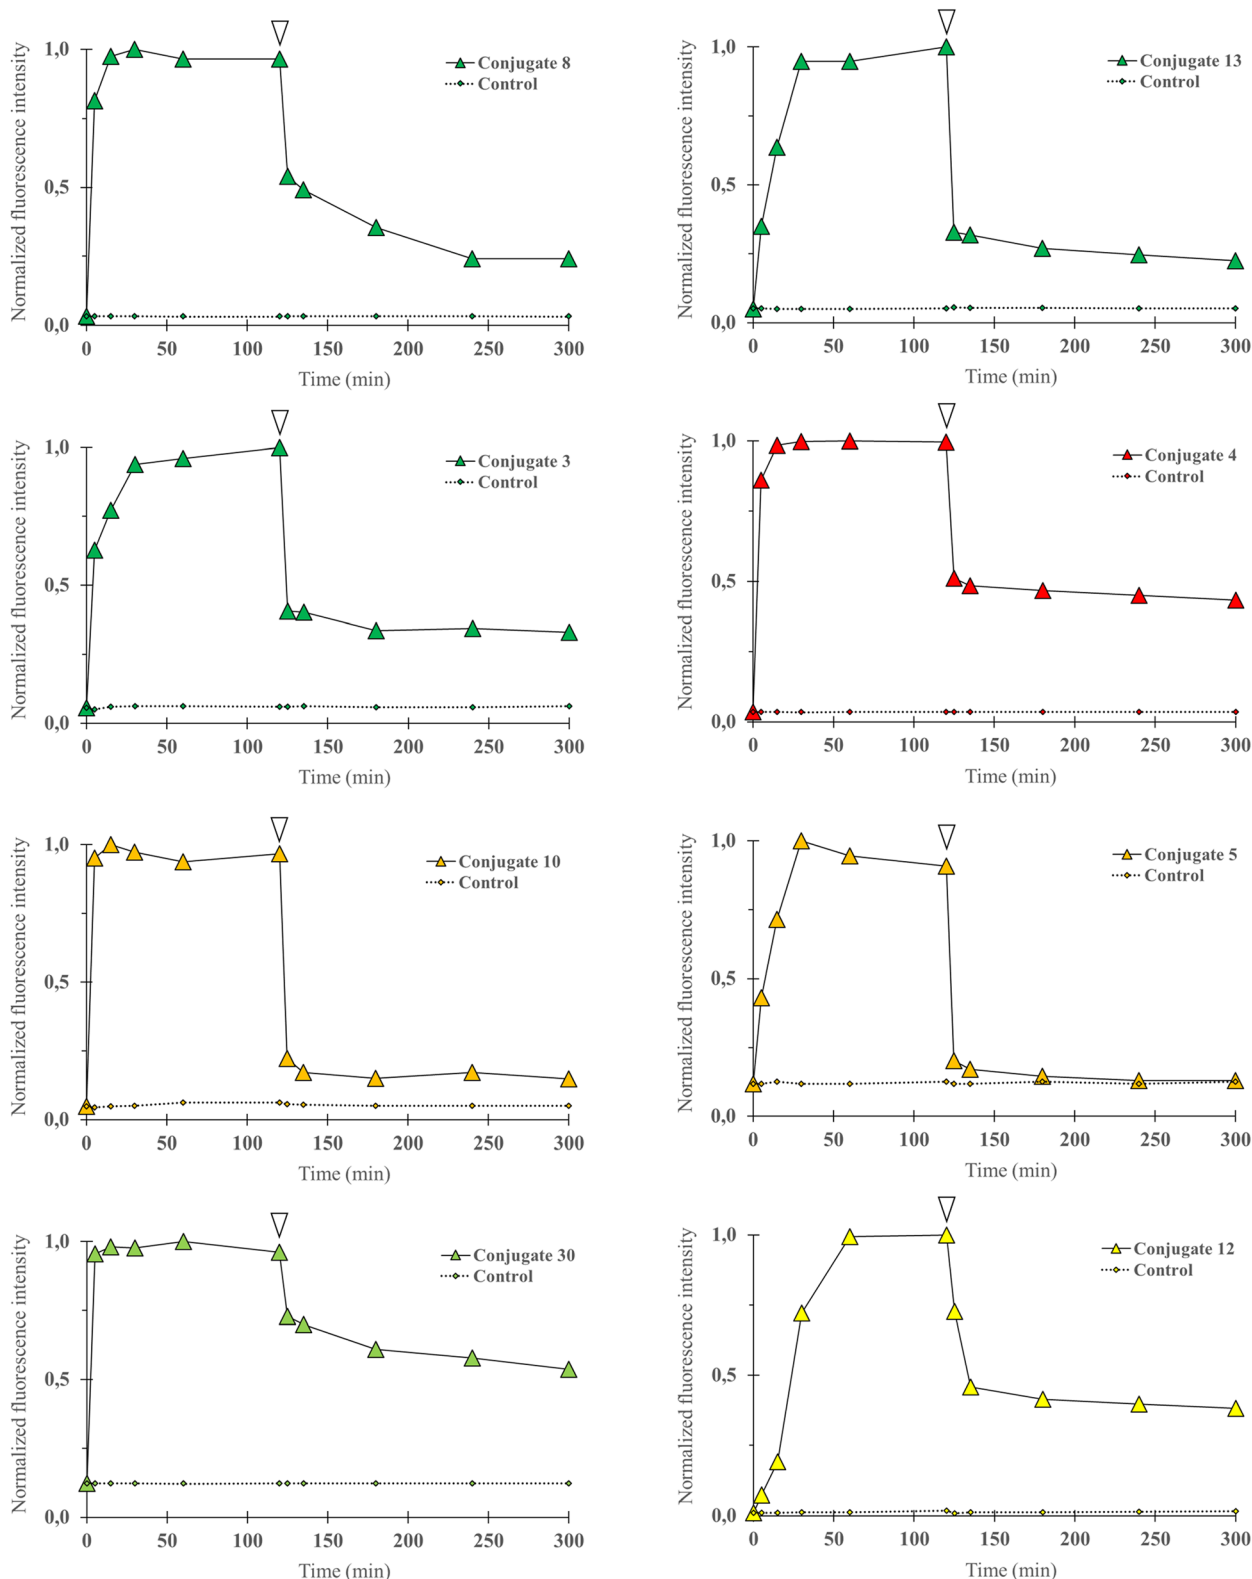 Normalized fluorescence intensity
1,0
0,5
0,0
Conjugate 8
Control
0 50 100 150 200 250 300
Time (min)
Normalized fluorescence intensity
1,0
0,5
0,0
Conjugate 13
Control
0 50 100 150 200 250 300
Time (min)
Normalized fluorescence intensity
1,0
0,5
0,0
Conjugate 3
Control
0 50 100 150 200 250 300
Time (min)
Normalized fluorescence intensity
1,0
0,5
0,0
Conjugate 4
Control
0 50 100 150 200 250 300
Time (min)
Normalized fluorescence intensity
1,0
0,5
0,0
Conjugate 10
Control
0 50 100 150 200 250 300
Time (min)
Normalized fluorescence intensity
1,0
0,5
0,0
Conjugate 5
Control
0 50 100 150 200 250 300
Time (min)
Normalized fluorescence intensity
1,0
0,5
0,0
Conjugate 30
Control
0 50 100 150 200 250 300
Time (min)
Normalized fluorescence intensity
1,0
0,5
0,0
Conjugate 12
Control
0 50 100 150 200 250 300
Time (min)